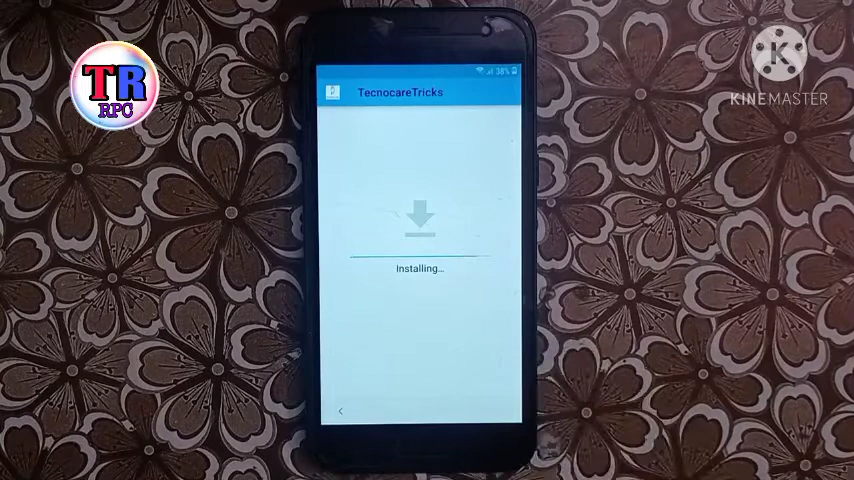 TR
RPC
KINEMASTER
38%
TecnocareTricks
Installing...